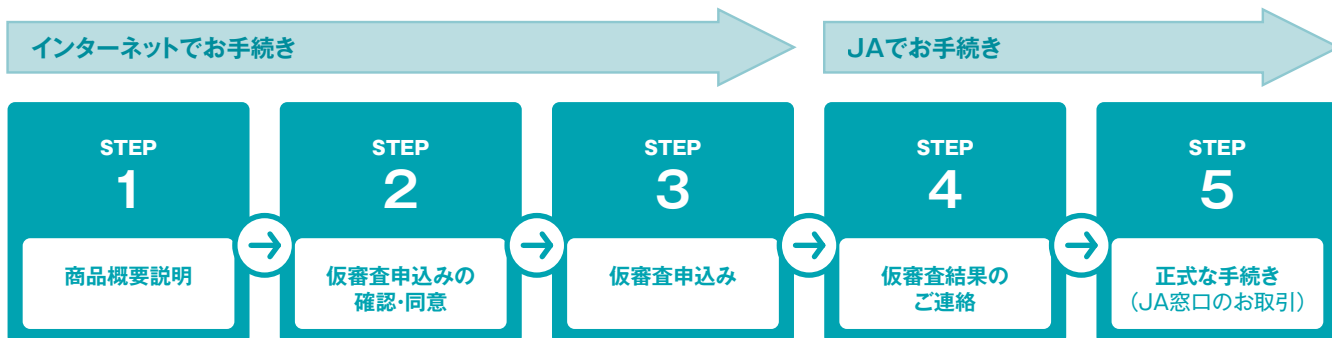 インターネットでお手続き
JAでお手続き
STEP
1
商品概要説明
STEP
2
仮審査申込みの
確認・同意
STEP
3
仮審査申込み
STEP
4
仮審査結果の
ご連絡
STEP
5
正式な手続き
（JA窓口のお取引）